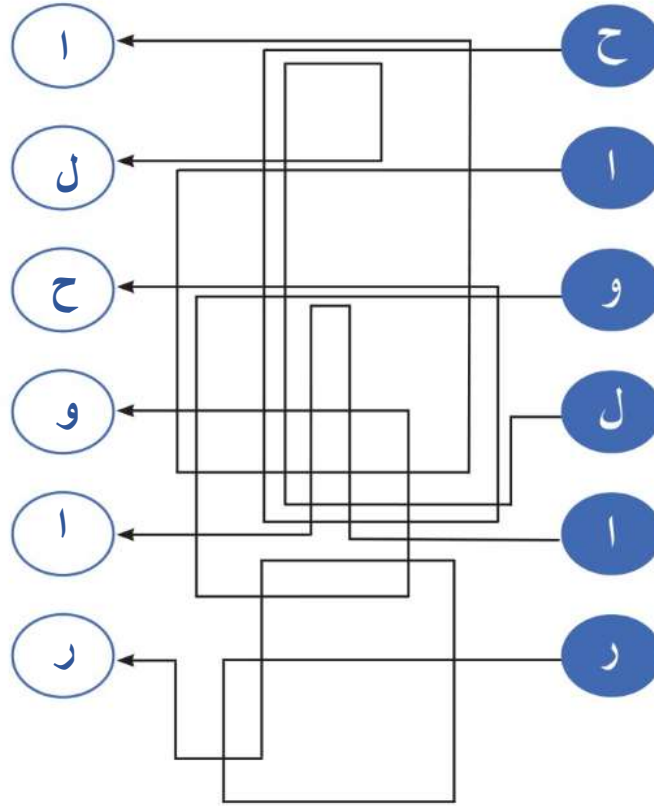 ح ا
ا ل
و ح
ل و
ا ا
ر ر